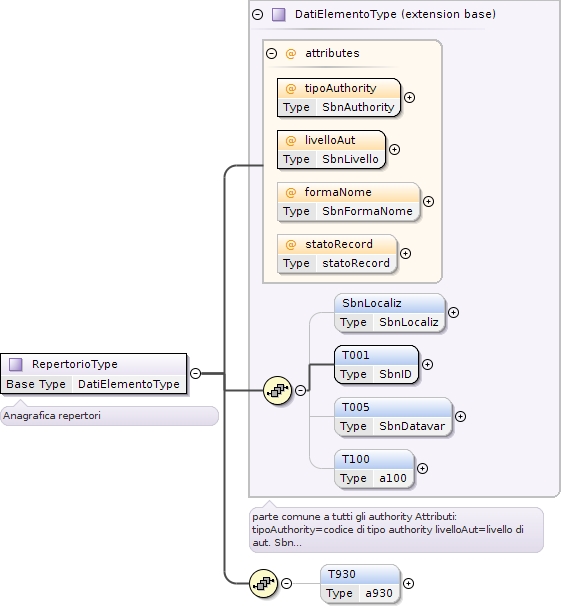 DatiElementoType (extension base)
@ attributes
@ tipoAuthority
Type SbnAuthority
@ livelloAut
Type SbnLivello
@ formaNome
Type SbnFormaNome
@ statoRecord
Type statoRecord
SbnLocaliz
Type SbnLocaliz
RepertorioType
Base Type DatiElementoType
Anagrafica repertori
T001
Type SbnID
T005
Type SbnDatavar
T100
Type a100
parte comune a tutti gli authority Attributi:
tipoAuthority=codice di tipo authority livelloAut=livello di
aut. Sbn...
T930
Type a930